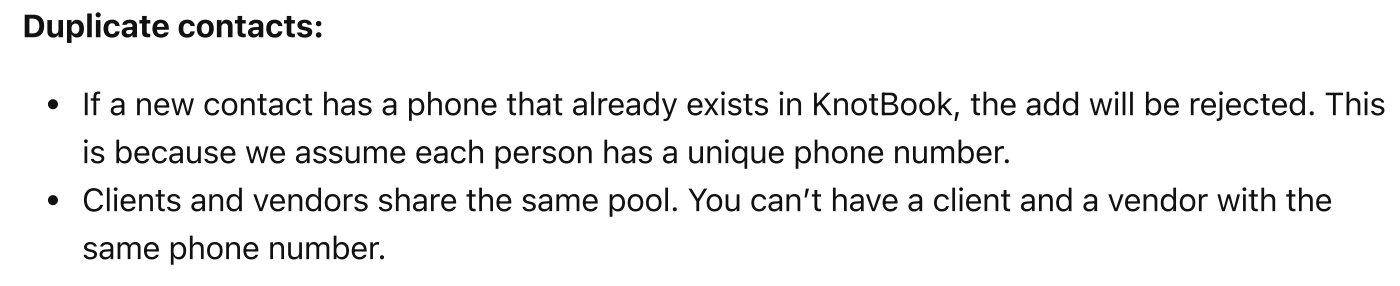 Duplicate contacts:
• If a new contact has a phone that already exists in KnotBook, the add will be rejected. This
is because we assume each person has a unique phone number.
• Clients and vendors share the same pool. You can’t have a client and a vendor with the
same phone number.